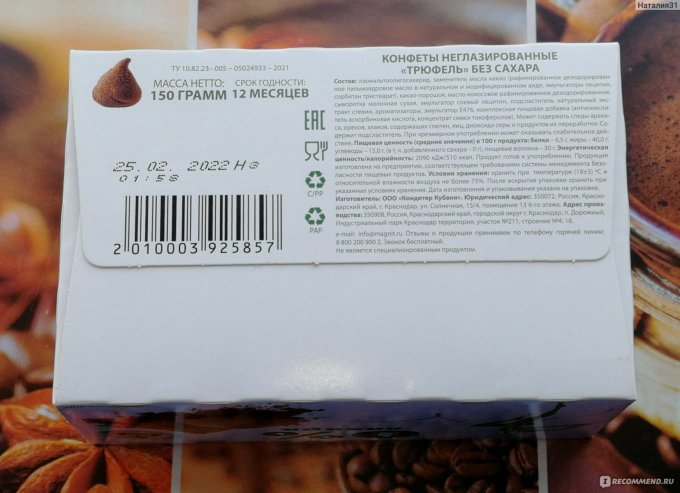 Наталия31
ТУ 10.82.23– 005 – 05024933 – 2021
МАССА НЕТТО:
150 ГРАММ
СРОК ГОДНОСТИ:
12 МЕСЯЦЕВ
25.02. 2022 Н3
01:58
EAC
C/PP
PAP
2 010003 925857
КОНФЕТЫ НЕГЛАЗИРОВАННЫЕ
«ТРЮФЕЛЬ» БЕЗ САХАРА
Состав: изомальтоолигосахарид, заменитель масла какао (рафинированное дезодорирован-
ное пальмоядровое масло в натуральном и модифицированном виде, эмульгаторы лецитин,
сорбитан тристеарат), какао-порошок, масло кокосовое рафинированное дезодорированное,
сыворотка молочная сухая, эмульгатор соевый лецитин, подсластитель натуральный экс-
тракт стевии, ароматизаторы, эмульгатор Е476, комплексная пищевая добавка (антиокисли-
тель аскорбиновая кислота, концентрат смеси токоферолов). Может содержать следы арахи-
са, орехов, злаков, содержащих глютен, яиц, диоксида серы и продуктов их переработки. Со-
держит подсластитель. При чрезмерном употреблении может оказывать слабительное дей-
ствие. Пищевая ценность (средние значения) в 100 г продукта: белки – 6,5 г, жиры – 40,0 г,
углеводы – 15,0 г, в т. ч. добавленного сахара – 0 г, пищевые волокна – 30 г. Энергетическая
ценность/калорийность: 2090 кДж/510 ккал. Продукт готов к употреблению. Продукция
изготовлена на предприятии, соответствующем требованиям системы менеджмента безопас-
ности пищевых продуктов. Условия хранения: хранить при температуре (18±3) °С и
относительной влажности воздуха не более 75%. После вскрытия упаковки хранить при
указанных условиях хранения. Дата изготовления и упаковывания указана на упаковке.
Изготовитель: ООО «Кондитер Кубани». Юридический адрес: 350072, Россия, Красно-
дарский край, г. Краснодар, ул. Солнечная, 15/4, помещение 13 6-го этажа. Адрес произ-
водства: 350908, Россия, Краснодарский край, городской округ г. Краснодар, п. Дорожный,
Индустриальный парк Краснодар территория, участок №211, строение №4, 1В.
e-mail: info@magnit.ru Отзывы о продукции принимаем по телефону горячей линии.
8 800 200 900 2. Звонок бесплатный.
Не является специализированным продуктом.
IRECOMMEND.RU